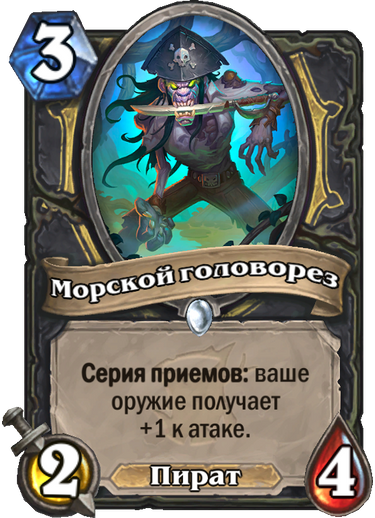 3
Морской головорез
Серия приемов: ваше
оружие получает
+1 к атаке.
2
Пират
4